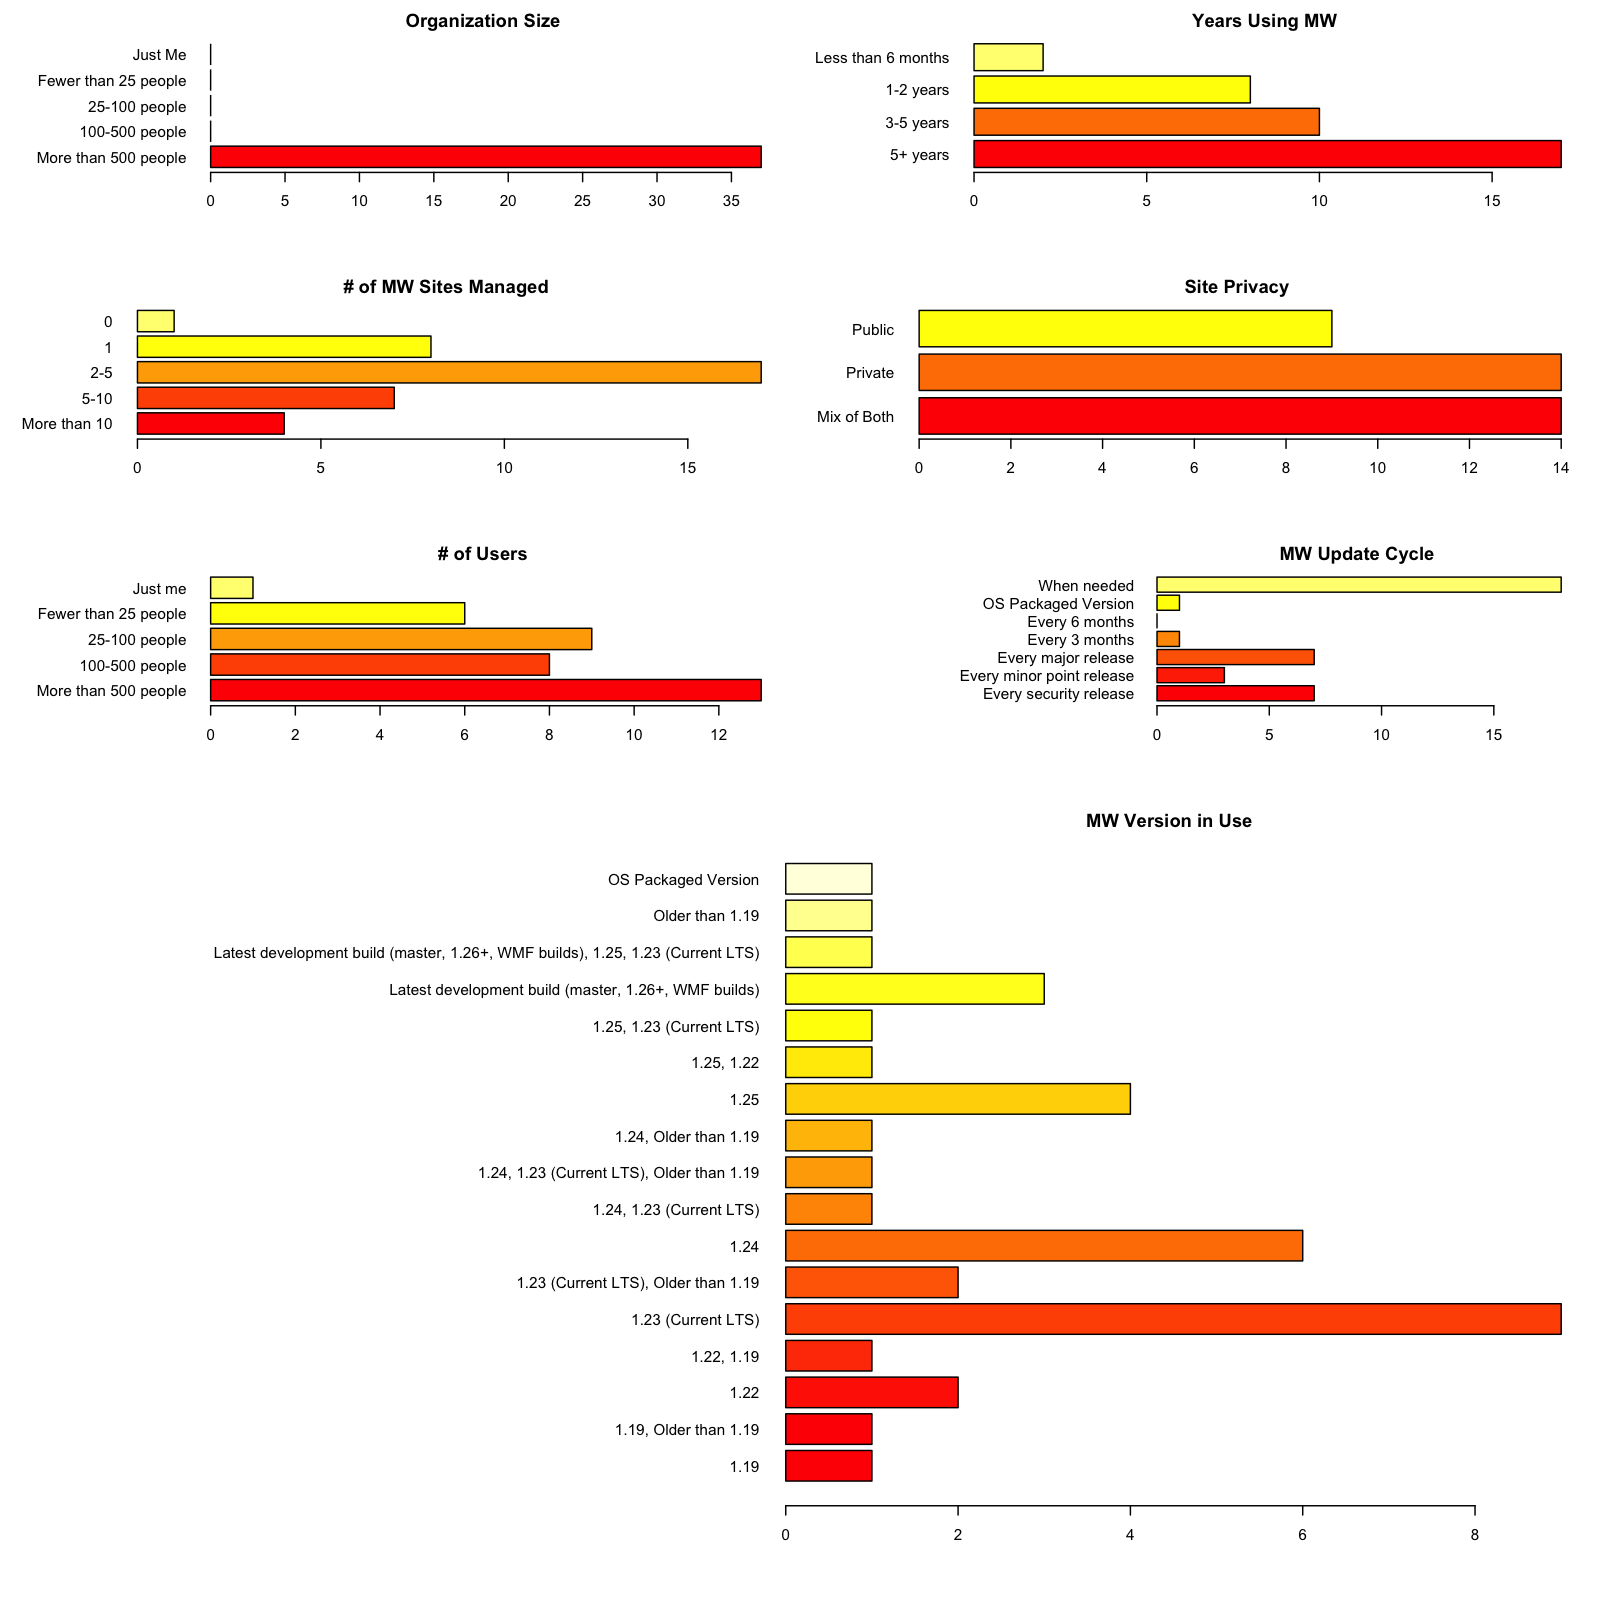 Organization Size
Just Me
Fewer than 25 people
25-100 people
100-500 people
More than 500 people
0 5 10 15 20 25 30 35
Years Using MW
Less than 6 months
1-2 years
3-5 years
5+ years
0 5 10 15
# of MW Sites Managed
0
1
2-5
5-10
More than 10
0 5 10 15
Site Privacy
Public
Private
Mix of Both
0 2 4 6 8 10 12 14
# of Users
Just me
Fewer than 25 people
25-100 people
100-500 people
More than 500 people
0 2 4 6 8 10 12
MW Update Cycle
When needed
OS Packaged Version
Every 6 months
Every 3 months
Every major release
Every minor point release
Every security release
0 5 10 15
MW Version in Use
OS Packaged Version
Older than 1.19
Latest development build (master, 1.26+, WMF builds), 1.25, 1.23 (Current LTS)
Latest development build (master, 1.26+, WMF builds)
1.25, 1.23 (Current LTS)
1.25, 1.22
1.25
1.24, Older than 1.19
1.24, 1.23 (Current LTS), Older than 1.19
1.24, 1.23 (Current LTS)
1.24
1.23 (Current LTS), Older than 1.19
1.23 (Current LTS)
1.22, 1.19
1.22
1.19, Older than 1.19
1.19
0 2 4 6 8